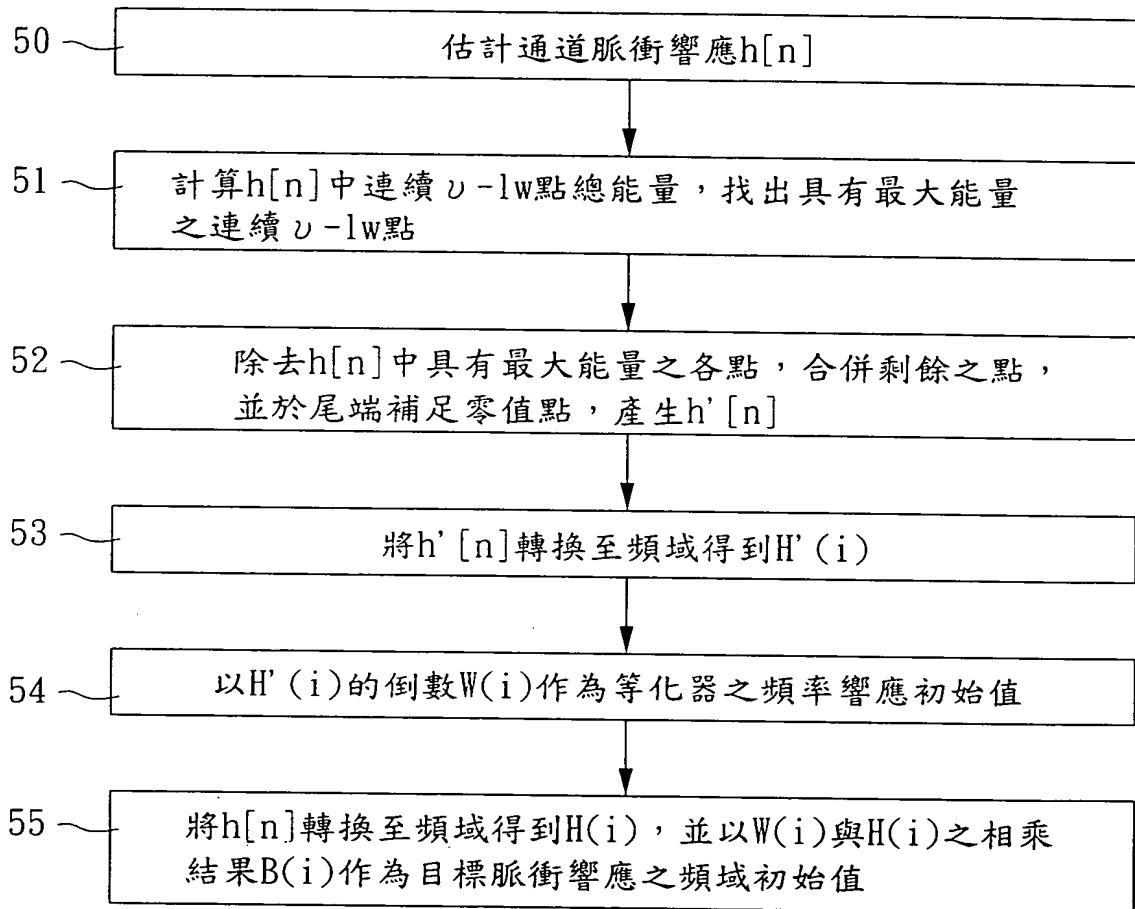 50 估計通道脈衝響應h[n]
51 計算h[n]中連續υ-lw點總能量，找出具有最大能量
之連續υ-lw點
52 除去h[n]中具有最大能量之各點，合併剩餘之點，
並於尾端補足零值點，產生h'[n]
53 將h'[n]轉換至頻域得到H'(i)
54 以H'(i)的倒數W(i)作為等化器之頻率響應初始值
55 將h[n]轉換至頻域得到H(i)，並以W(i)與H(i)之相乘
結果B(i)作為目標脈衝響應之頻域初始值